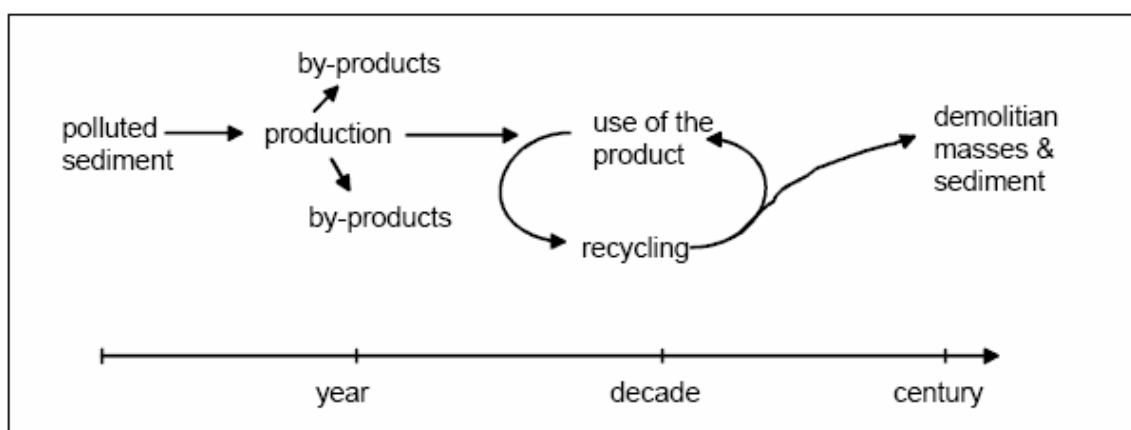 by-products
polluted
sediment
production
by-products
use of the
product
recycling
demolitian
masses &
sediment
year
decade
century